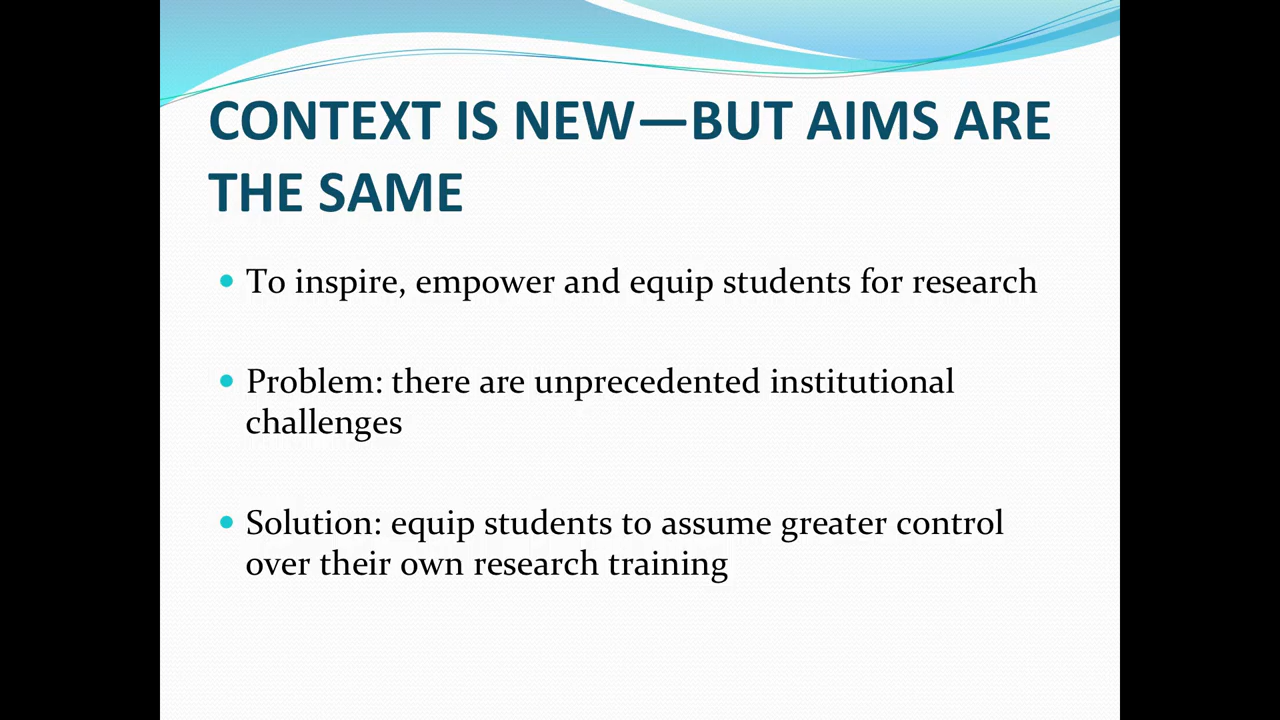 CONTEXT IS NEW—BUT AIMS ARE
THE SAME
To inspire, empower and equip students for research
Problem: there are unprecedented institutional
challenges
Solution: equip students to assume greater control
over their own research training